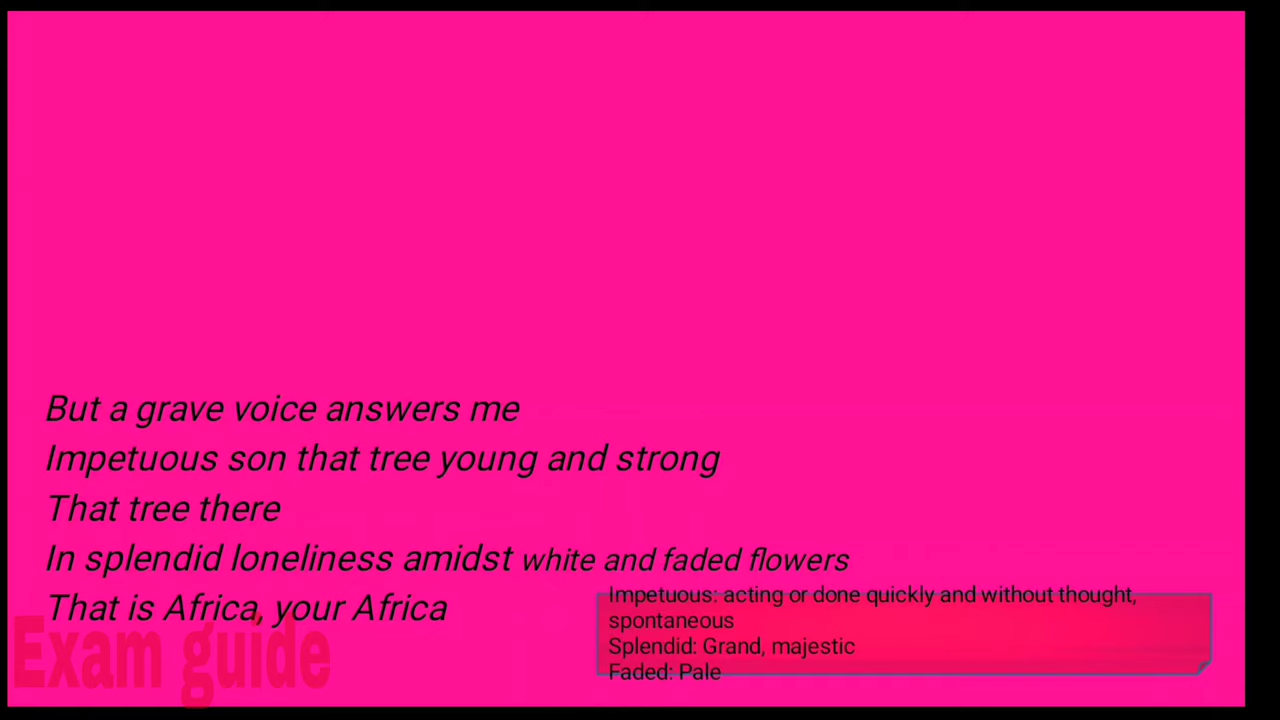 But a grave voice answers me
Impetuous son that tree young and strong
That tree there
In splendid loneliness amidst white and faded flowers
That is Africa, your Africa
Impetuous: acting or done quickly and without thought,
spontaneous
Splendid: Grand, majestic
Faded: Pale
Exam guide